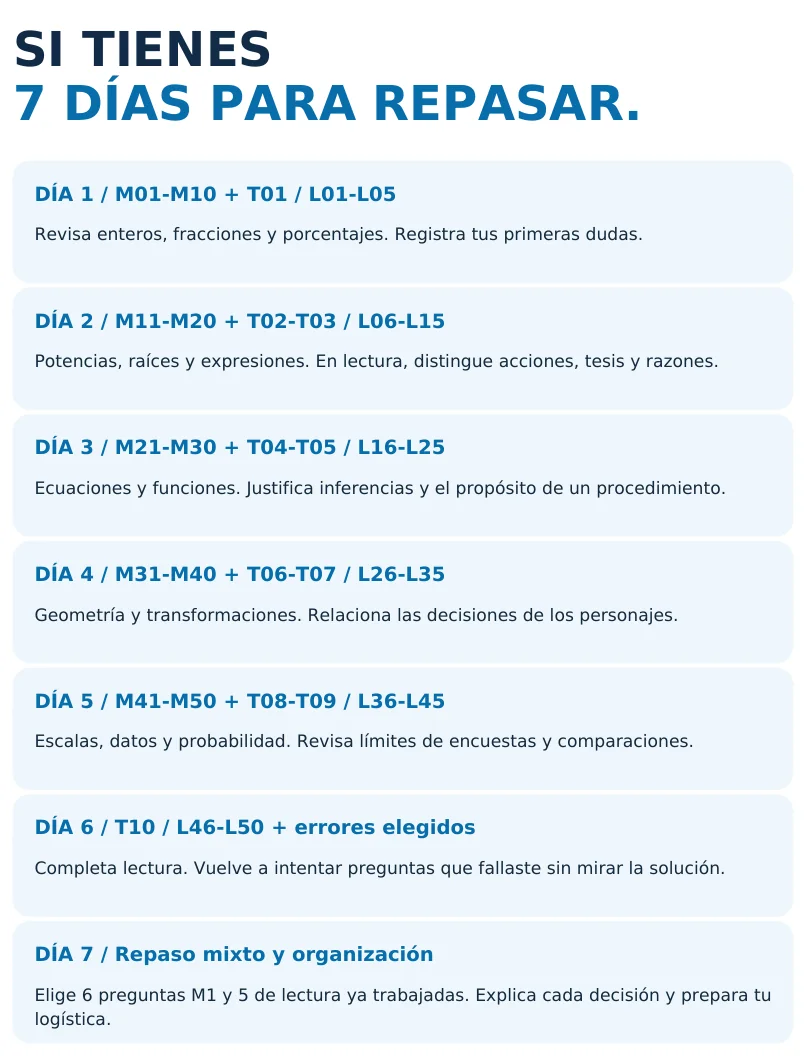 SI TIENES
7 DÍAS PARA REPASAR.
DÍA 1 / M01-M10 + T01 / L01-L05
Revisa enteros, fracciones y porcentajes. Registra tus primeras dudas.
DÍA 2 / M11-M20 + T02-T03 / L06-L15
Potencias, raíces y expresiones. En lectura, distingue acciones, tesis y razones.
DÍA 3 / M21-M30 + T04-T05 / L16-L25
Ecuaciones y funciones. Justifica inferencias y el propósito de un procedimiento.
DÍA 4 / M31-M40 + T06-T07 / L26-L35
Geometría y transformaciones. Relaciona las decisiones de los personajes.
DÍA 5 / M41-M50 + T08-T09 / L36-L45
Escalas, datos y probabilidad. Revisa límites de encuestas y comparaciones.
DÍA 6 / T10 / L46-L50 + errores elegidos
Completa lectura. Vuelve a intentar preguntas que fallaste sin mirar la solución.
DÍA 7 / Repaso mixto y organización
Elige 6 preguntas M1 y 5 de lectura ya trabajadas. Explica cada decisión y prepara tu
logística.